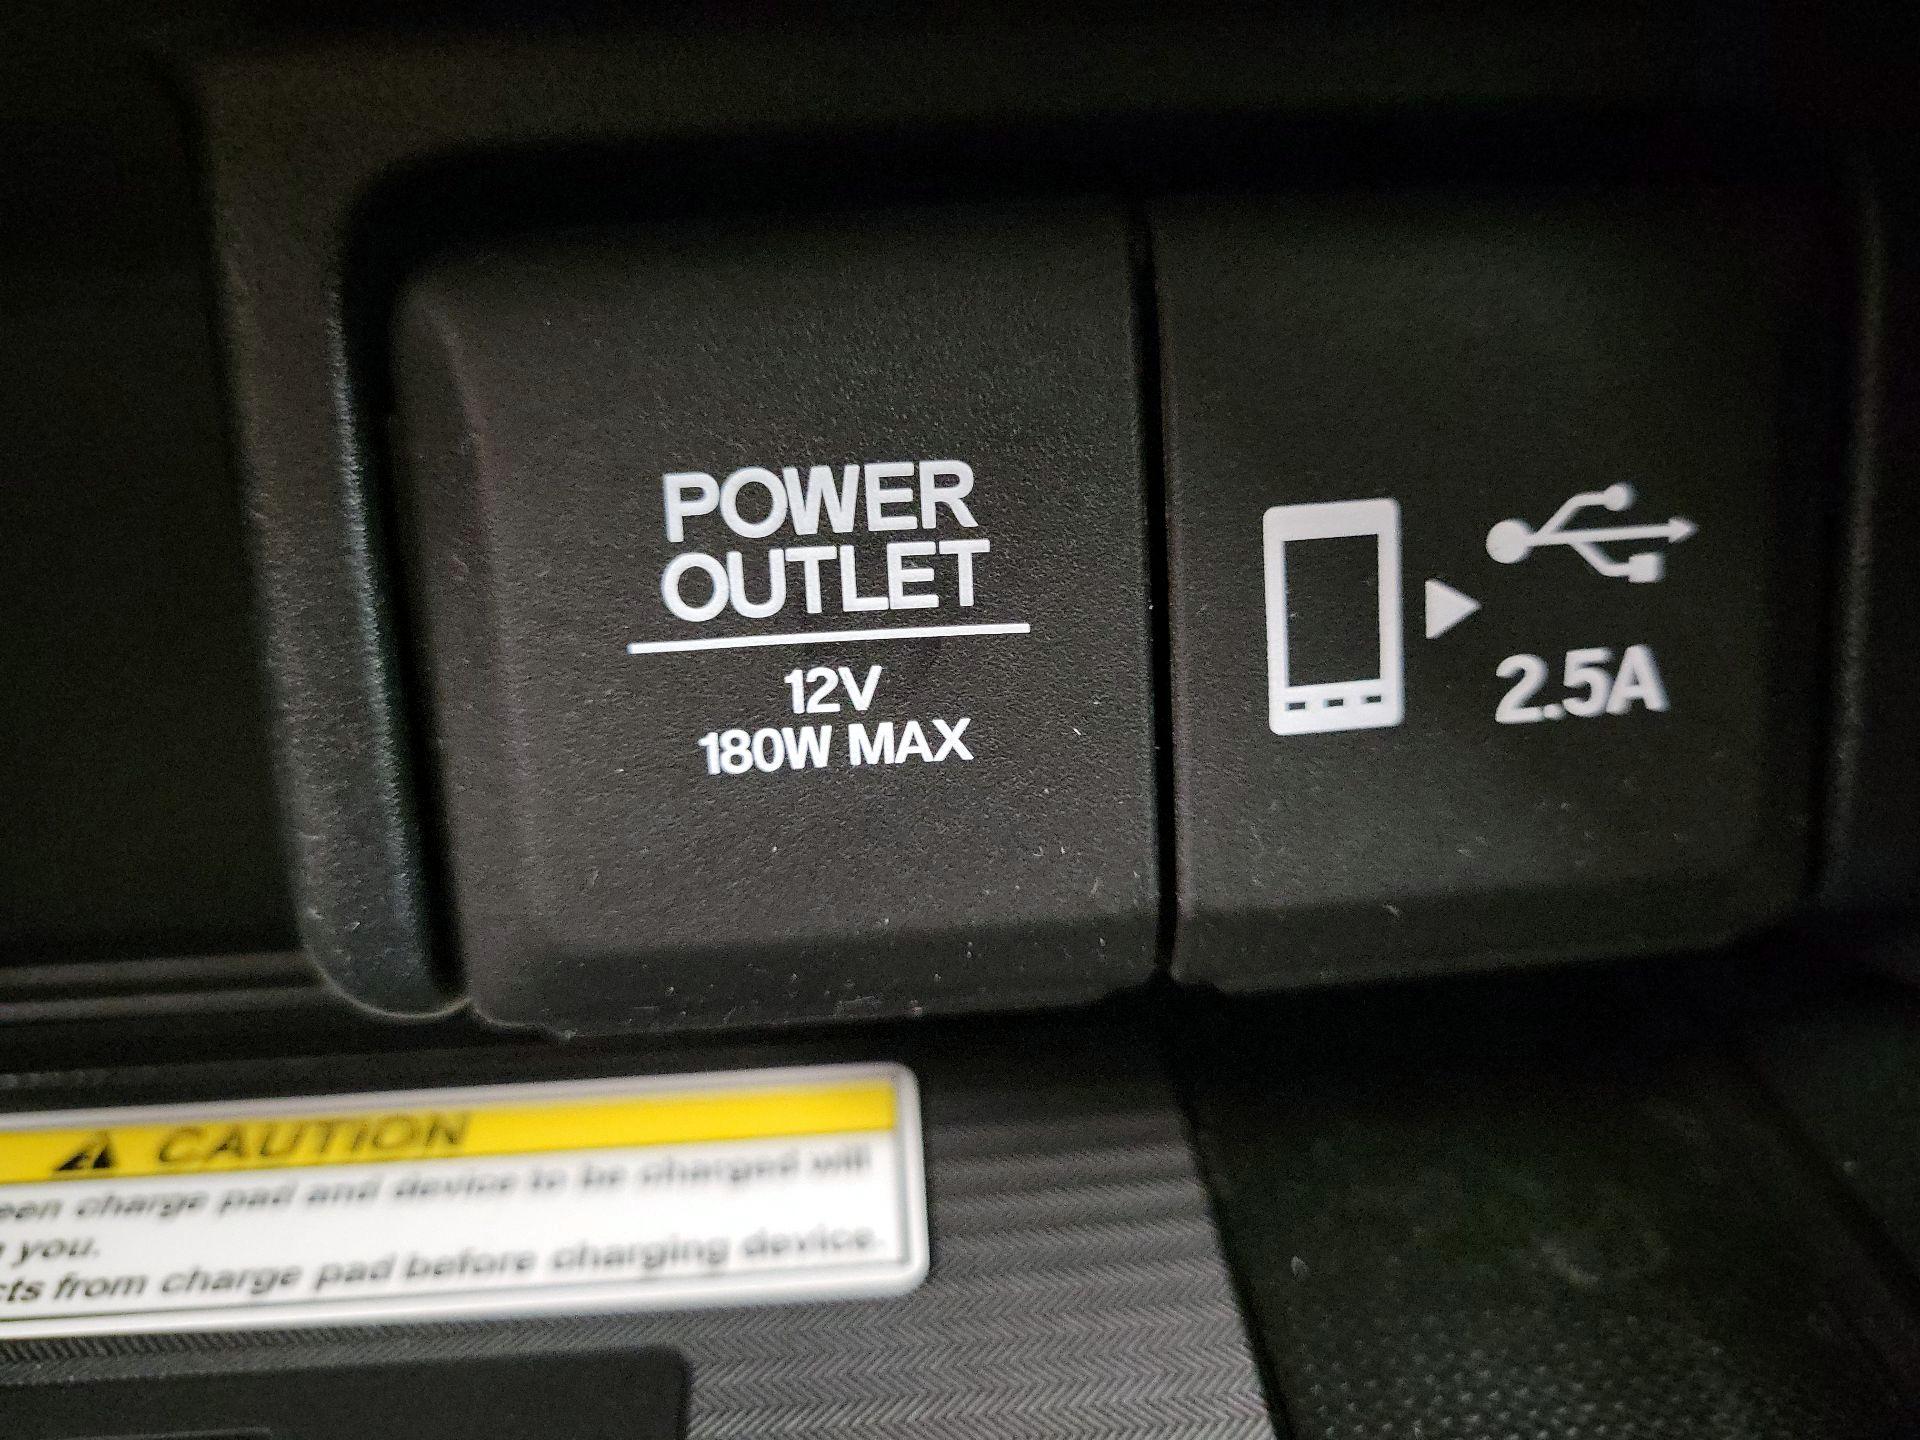 POWER
OUTLET
12V
180W MAX
2.5A
CAUTION
charge pad and device to be charged will
you.
from charge pad before charging device.